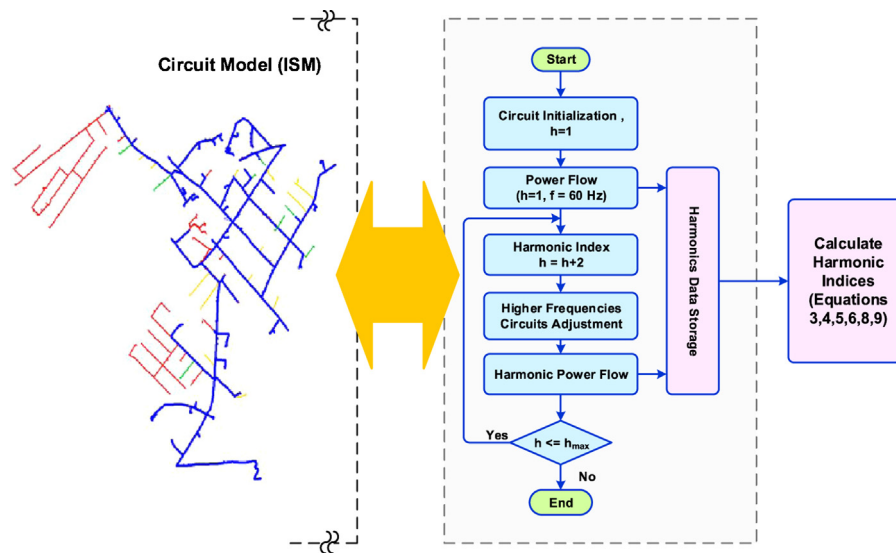 Circuit Model (ISM)
Start
Circuit Initialization ,
h=1
Power Flow
(h=1, f = 60 Hz)
Harmonic Index
h = h+2
Higher Frequencies
Circuits Adjustment
Harmonic Power Flow
Yes
h <= hmax
No
End
Harmonics Data Storage
Calculate
Harmonic
Indices
(Equations
3,4,5,6,8,9)